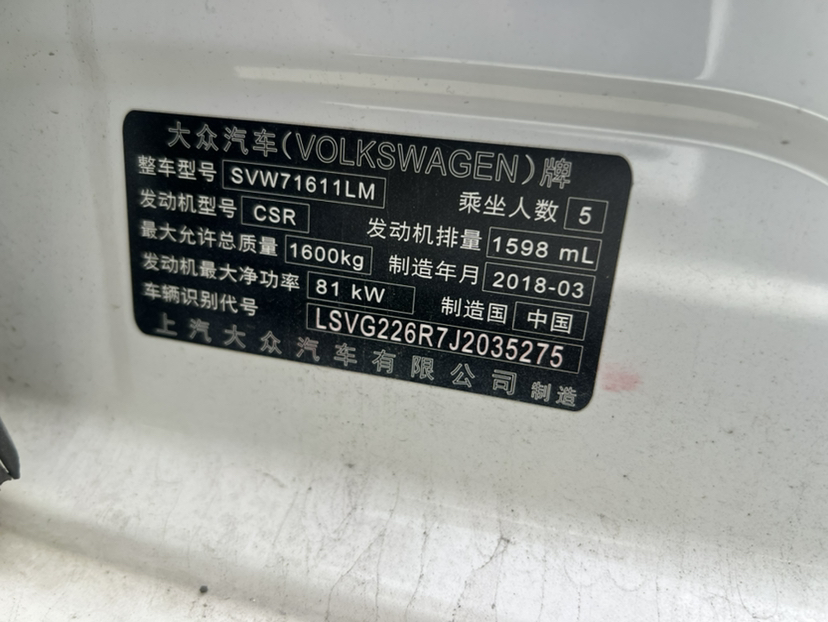 大众汽车(VOLKSWAGEN)牌
整车型号 SVW71611LM 乘坐人数 5
发动机型号 CSR 发动机排量 1598 mL
最大允许总质量 1600kg 制造年月 2018-03
发动机最大净功率 81 kW 制造国 中国
车辆识别代号 LSVG226R7J2035275
上汽大众汽车有限公司 制造